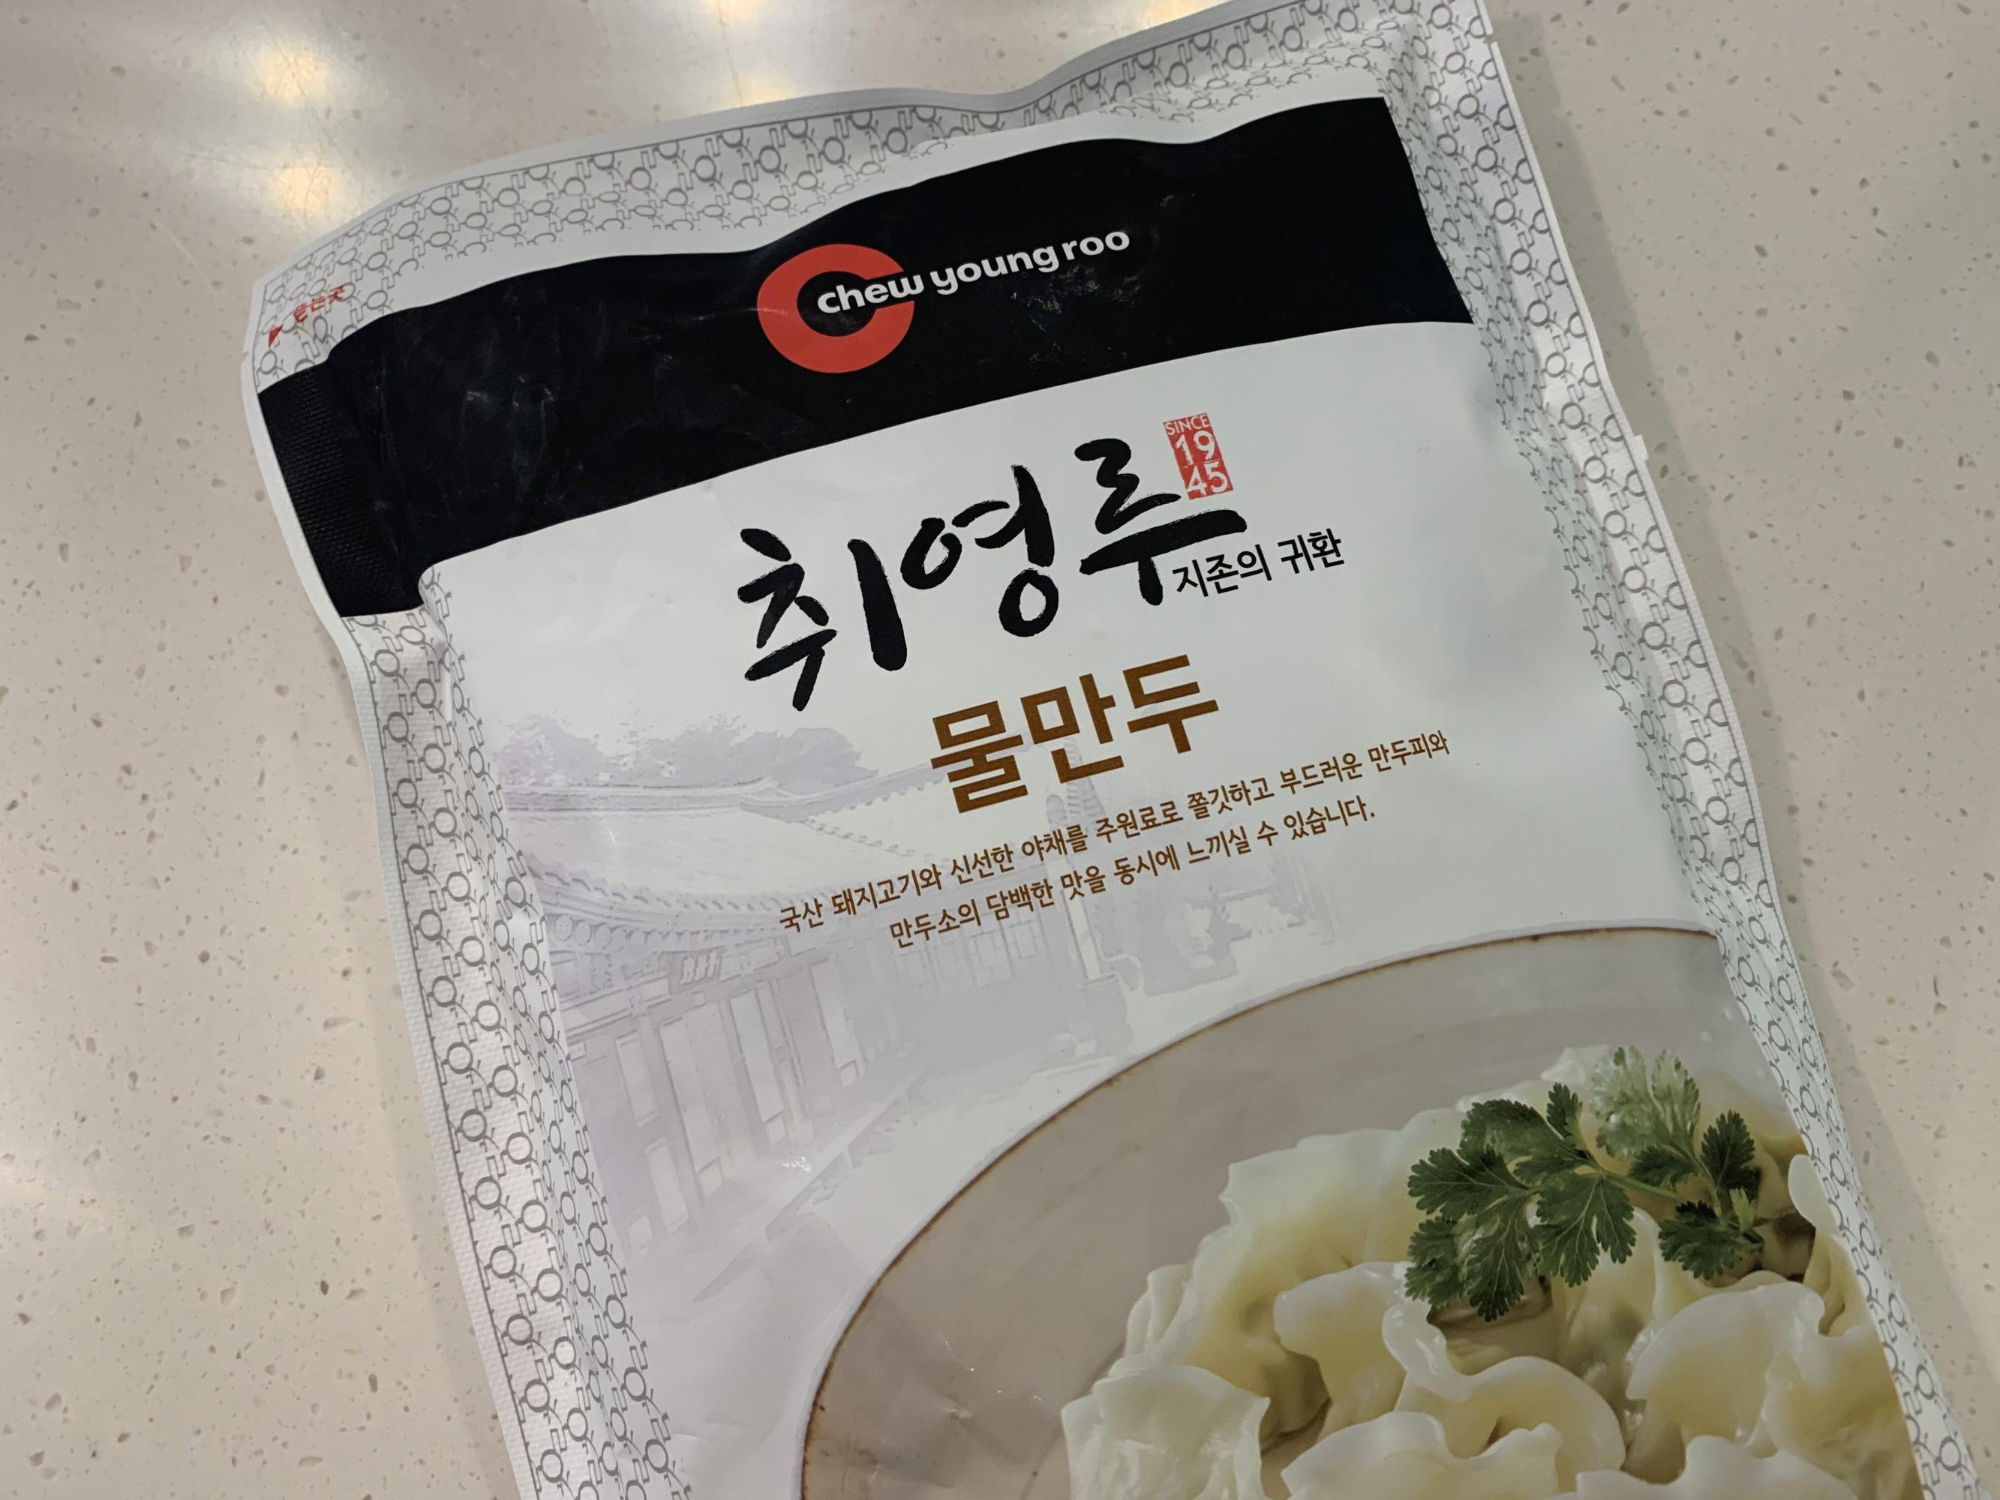 뜯는곳
chew young roo
SINCE
19
45
취영루
지존의 귀환
물만두
국산 돼지고기와 신선한 야채를 주원료로 쫄깃하고 부드러운 만두피와
만두소의 담백한 맛을 동시에 느끼실 수 있습니다.